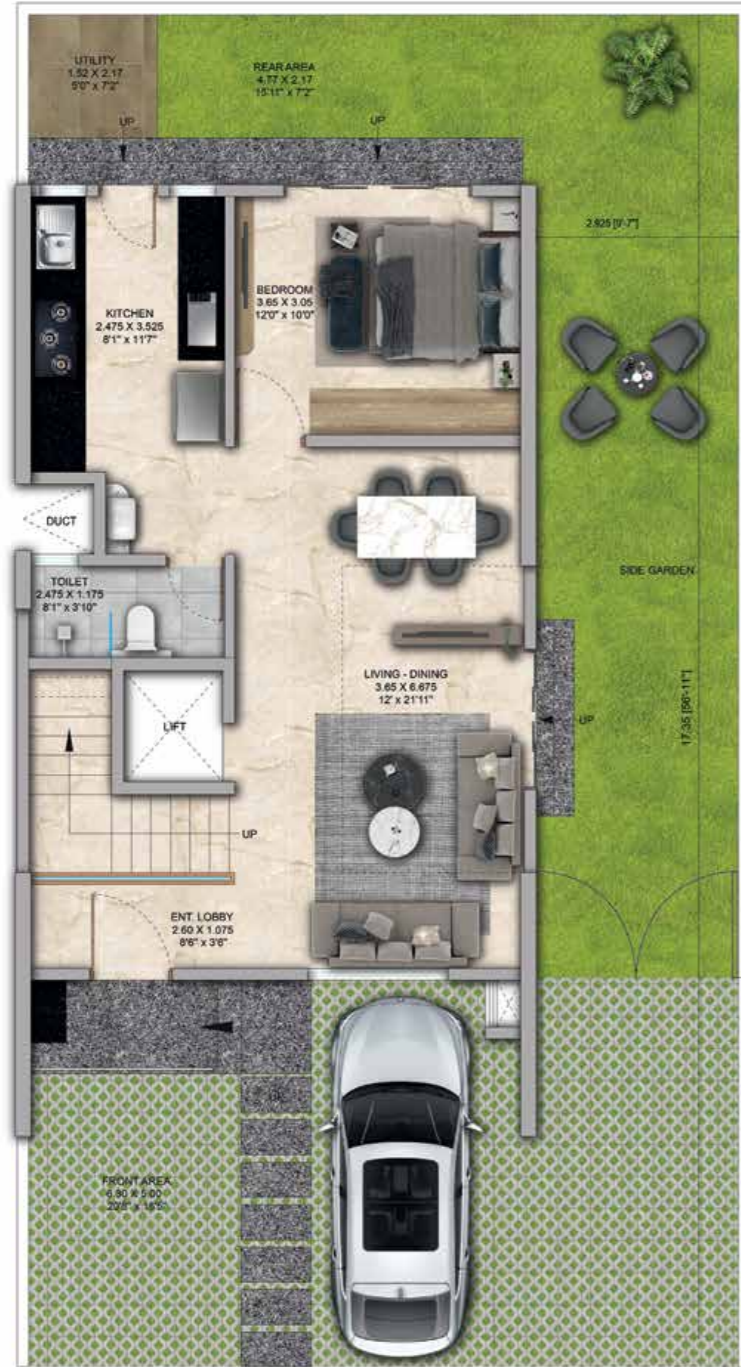 UTILITY
1.52 X 2.17
5'0" x 7'2"
REAR AREA
4.77 X 2.17
15'11" x 7'2"
UP
UP
2.925 [9'-7"]
KITCHEN
2.475 X 3.525
8'1" x 11'7"
BEDROOM
3.65 X 3.05
12'0" x 10'0"
DUCT
TOILET
2.475 X 1.175
8'1" x 3'10"
SIDE GARDEN
LIVING - DINING
3.65 X 6.675
12' x 21'11"
LIFT
UP
17.35 [56'-11"]
UP
ENT. LOBBY
2.60 X 1.075
8'6" x 3'6"
FRONT AREA